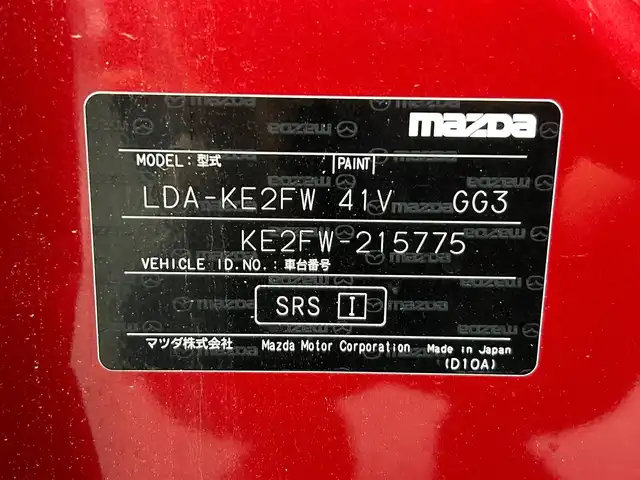 mazda
MODEL:型式 PAINT
LDA-KE2FW 41V GG3
KE2FW-215775
VEHICLE ID.NO.:車台番号
SRS I
マツダ株式会社 Mazda Motor Corporation Made in Japan
(D10A)